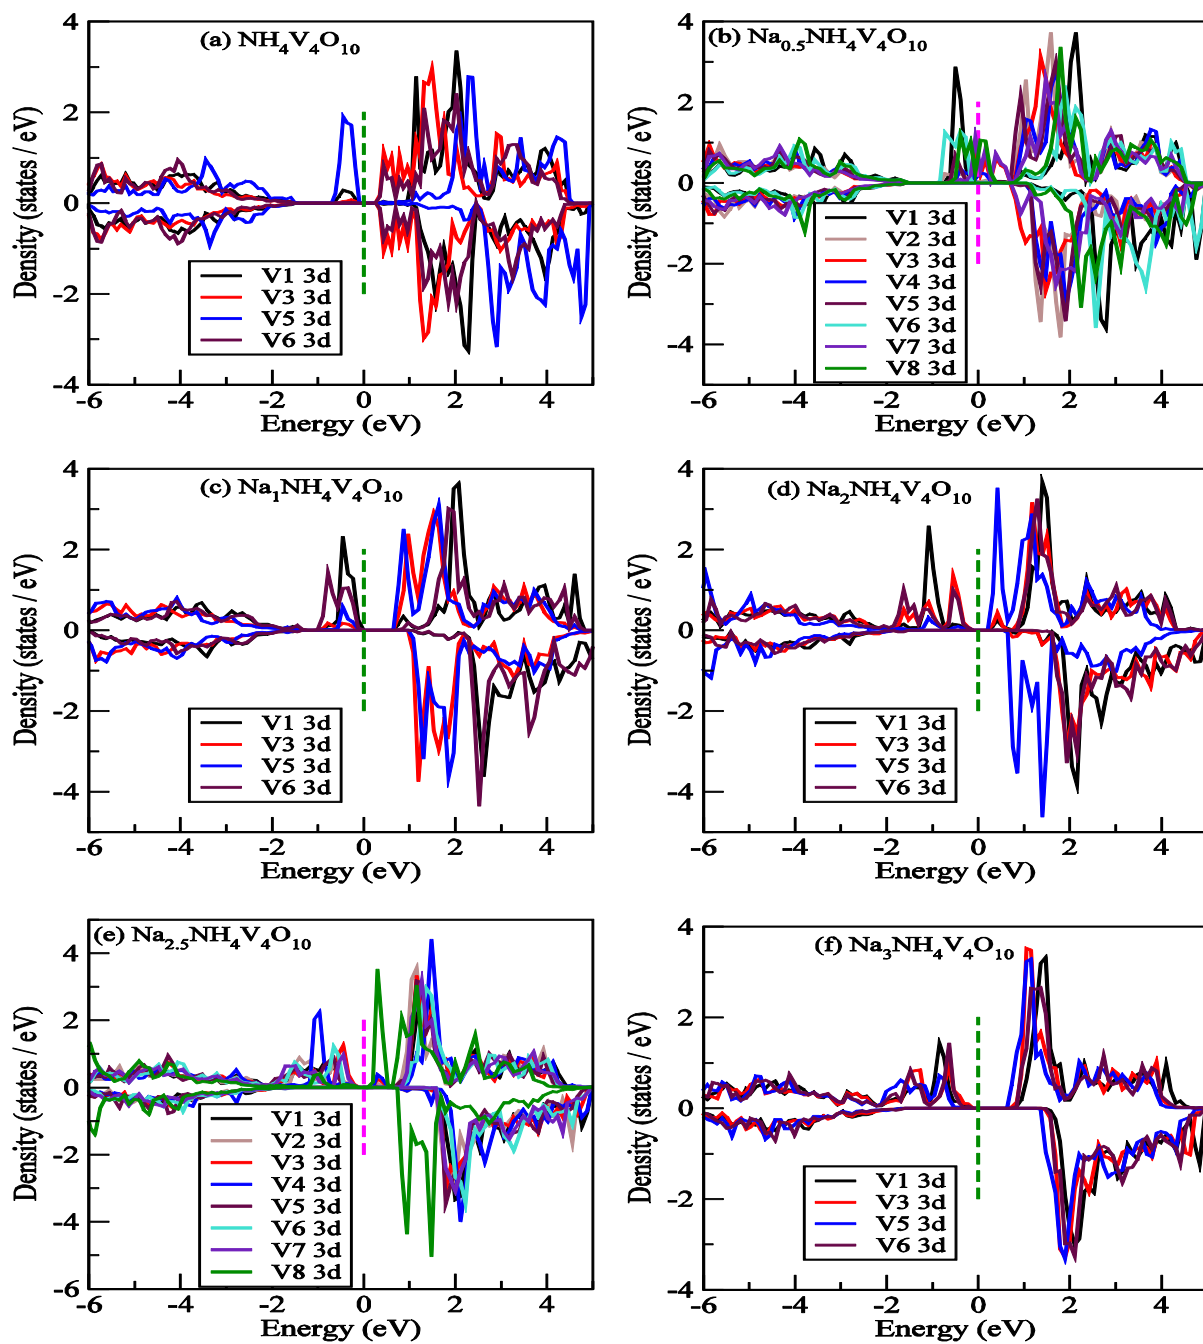 (a) NH4V4O10
Density (states / eV)
4
2
0
-2
-4
V1 3d
V3 3d
V5 3d
V6 3d
-6 -4 -2 0 2 4
Energy (eV)
(b) Na0.5NH4V4O10
Density (states / eV)
4
2
0
-2
-4
V1 3d
V2 3d
V3 3d
V4 3d
V5 3d
V6 3d
V7 3d
V8 3d
-6 -4 -2 0 2 4
Energy (eV)
(c) Na1NH4V4O10
Density (states / eV)
4
2
0
-2
-4
V1 3d
V3 3d
V5 3d
V6 3d
-6 -4 -2 0 2 4
Energy (eV)
(d) Na2NH4V4O10
Density (states / eV)
4
2
0
-2
-4
V1 3d
V3 3d
V5 3d
V6 3d
-6 -4 -2 0 2 4
Energy (eV)
(e) Na2.5NH4V4O10
Density (states / eV)
4
2
0
-2
-4
-6
V1 3d
V2 3d
V3 3d
V4 3d
V5 3d
V6 3d
V7 3d
V8 3d
-6 -4 -2 0 2 4
Energy (eV)
(f) Na3NH4V4O10
Density (states / eV)
4
2
0
-2
-4
V1 3d
V3 3d
V5 3d
V6 3d
-6 -4 -2 0 2 4
Energy (eV)